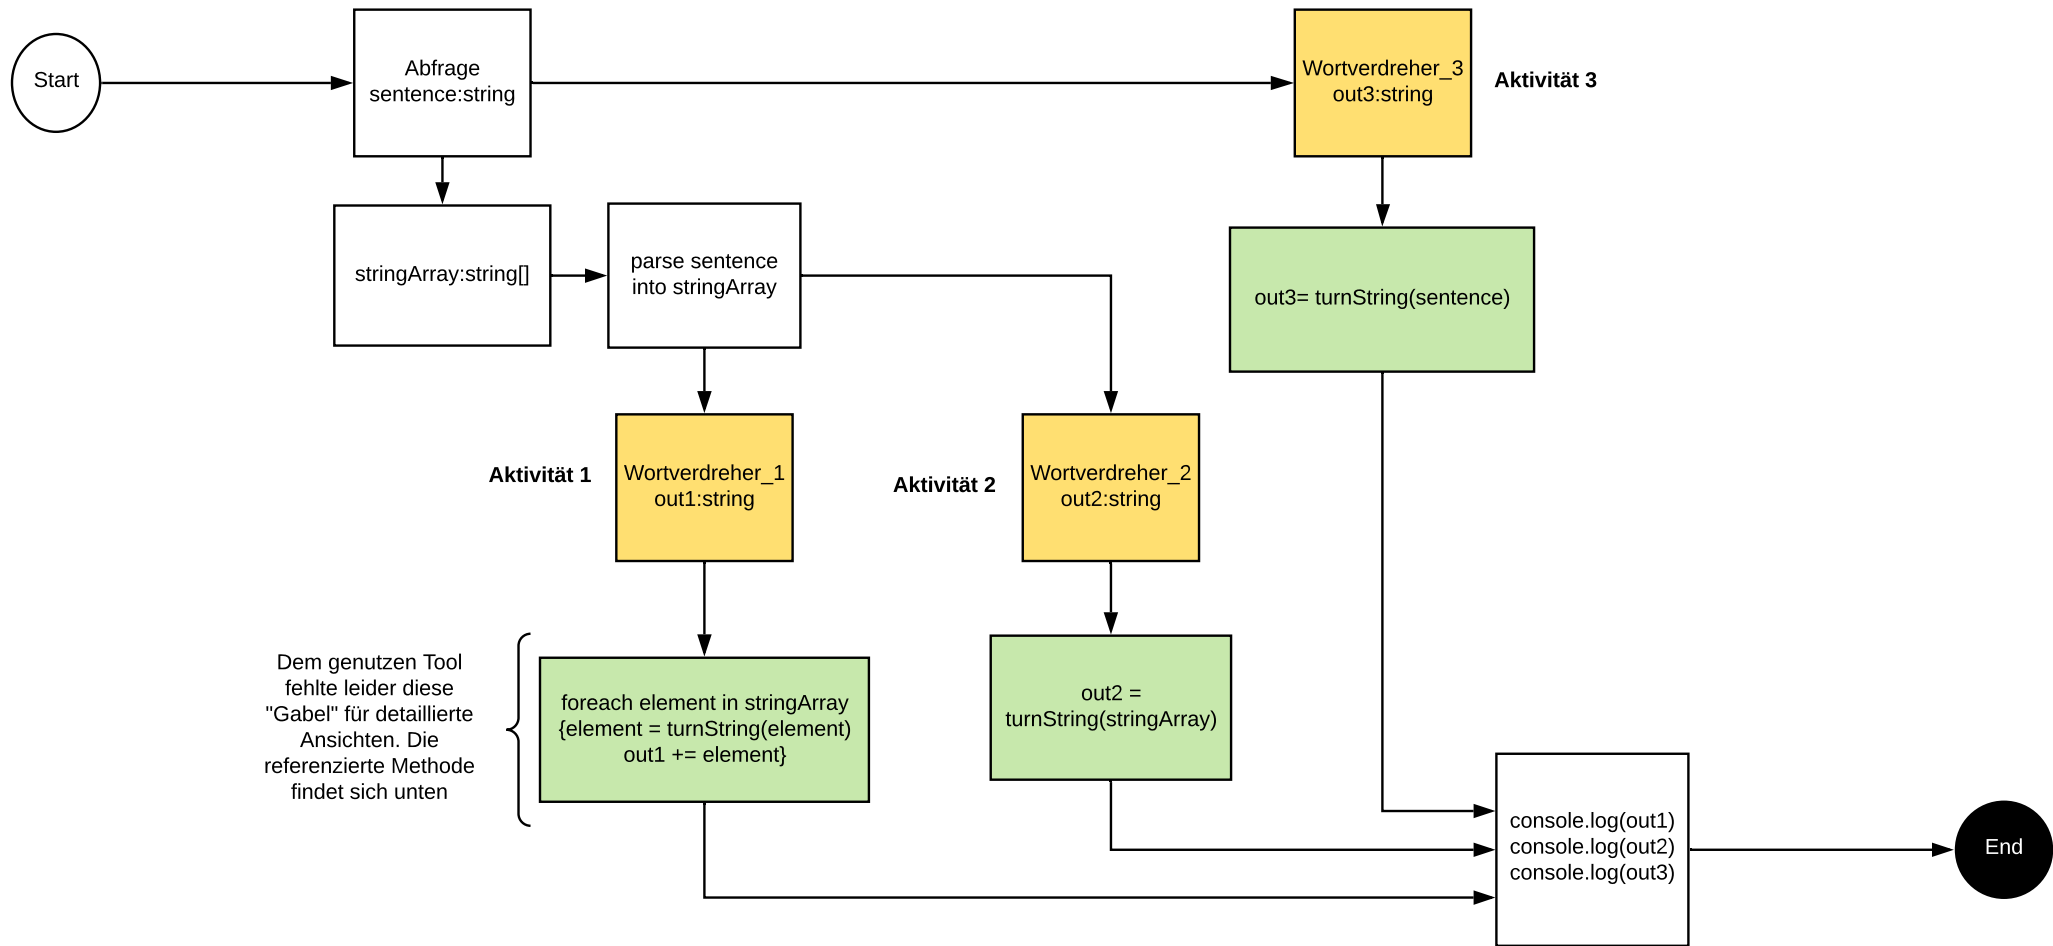 Start
Abfrage
sentence:string
Wortverdreher_3
out3:string
Aktivität 3
stringArray:string[]
parse sentence
into stringArray
out3= turnString(sentence)
Aktivität 1
Wortverdreher_1
out1:string
Aktivität 2
Wortverdreher_2
out2:string
Dem genutzen Tool
fehlte leider diese
"Gabel" für detaillierte
Ansichten. Die
referenzierte Methode
findet sich unten
foreach element in stringArray
{element = turnString(element)
out1 += element}
out2 =
turnString(stringArray)
console.log(out1)
console.log(out2)
console.log(out3)
End